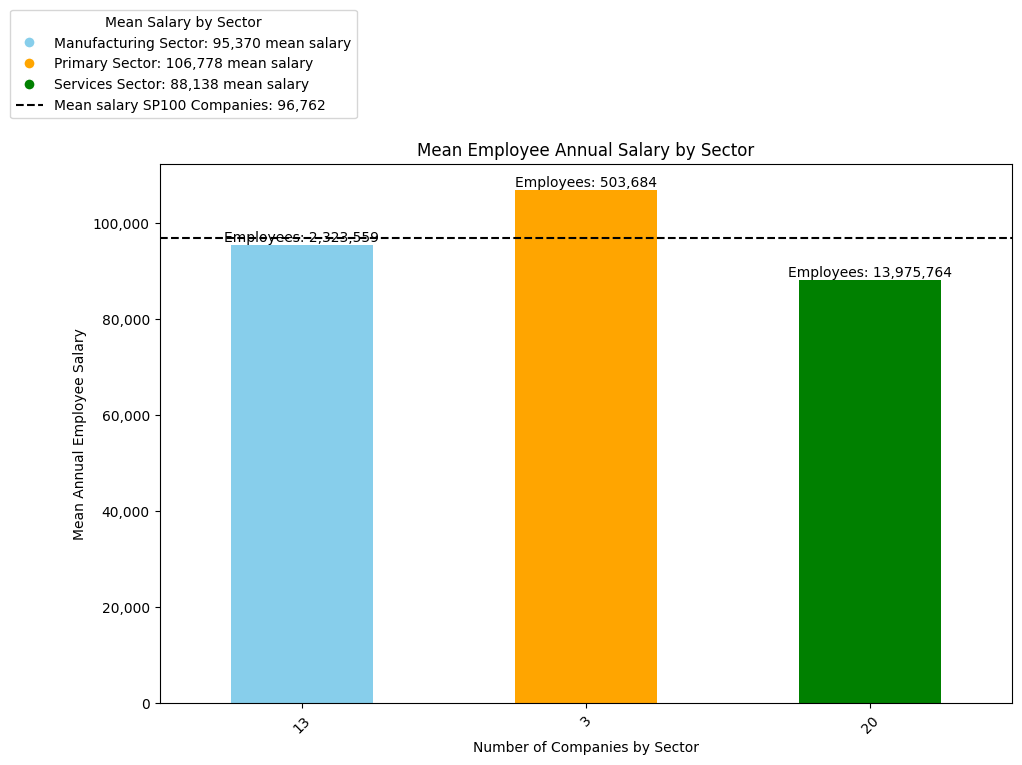 Mean Salary by Sector
Manufacturing Sector: 95,370 mean salary
Primary Sector: 106,778 mean salary
Services Sector: 88,138 mean salary
Mean salary SP100 Companies: 96,762
Mean Employee Annual Salary by Sector
Employees: 503,684
Employees: 2,323,559
Employees: 13,975,764
100,000
80,000
60,000
40,000
20,000
0
Mean Annual Employee Salary
13
3
20
Number of Companies by Sector